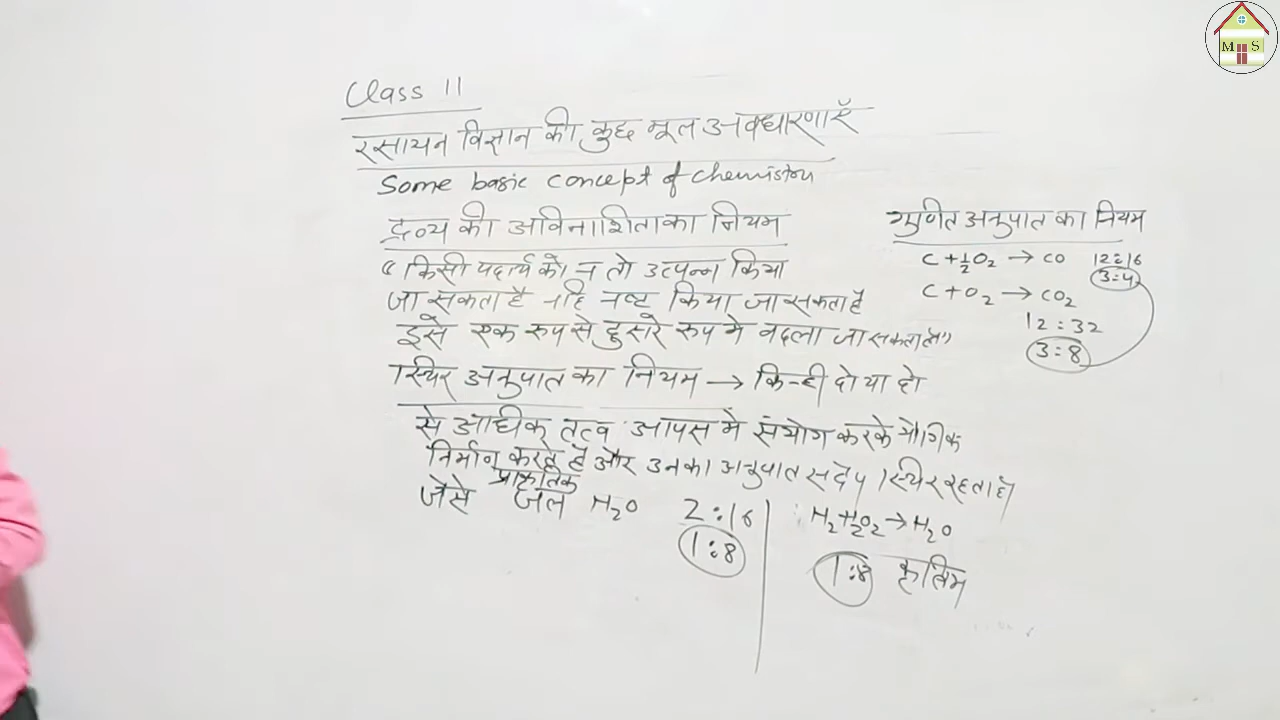 Class 11
रसायन विज्ञान की कुछ मूल अवधारणाएँ
Some basic concept of chemistry
द्रव्य की अविनाशिता का नियम
“किसी पदार्थ को न तो उत्पन्न किया
जा सकता है नहि नष्ट किया जा सकता है
इसे एक रूप से दुसरे रूप मे बदला जा सकता है”
स्थिर अनुपात का नियम → किन्ही दो या दो
से अधिक तत्व आपस में संयोग करके यौगिक
निर्माण करते है और उनका अनुपात सदैव स्थिर रहता है
प्राकृतिक
जैसे जल H₂O 2:16
1:8
H₂+½O₂→H₂O
1:8 कृत्रिम
गुणित अनुपात का नियम
C+½O₂→CO 12:16
3:4
C+O₂→CO₂
12:32
3:8
M S